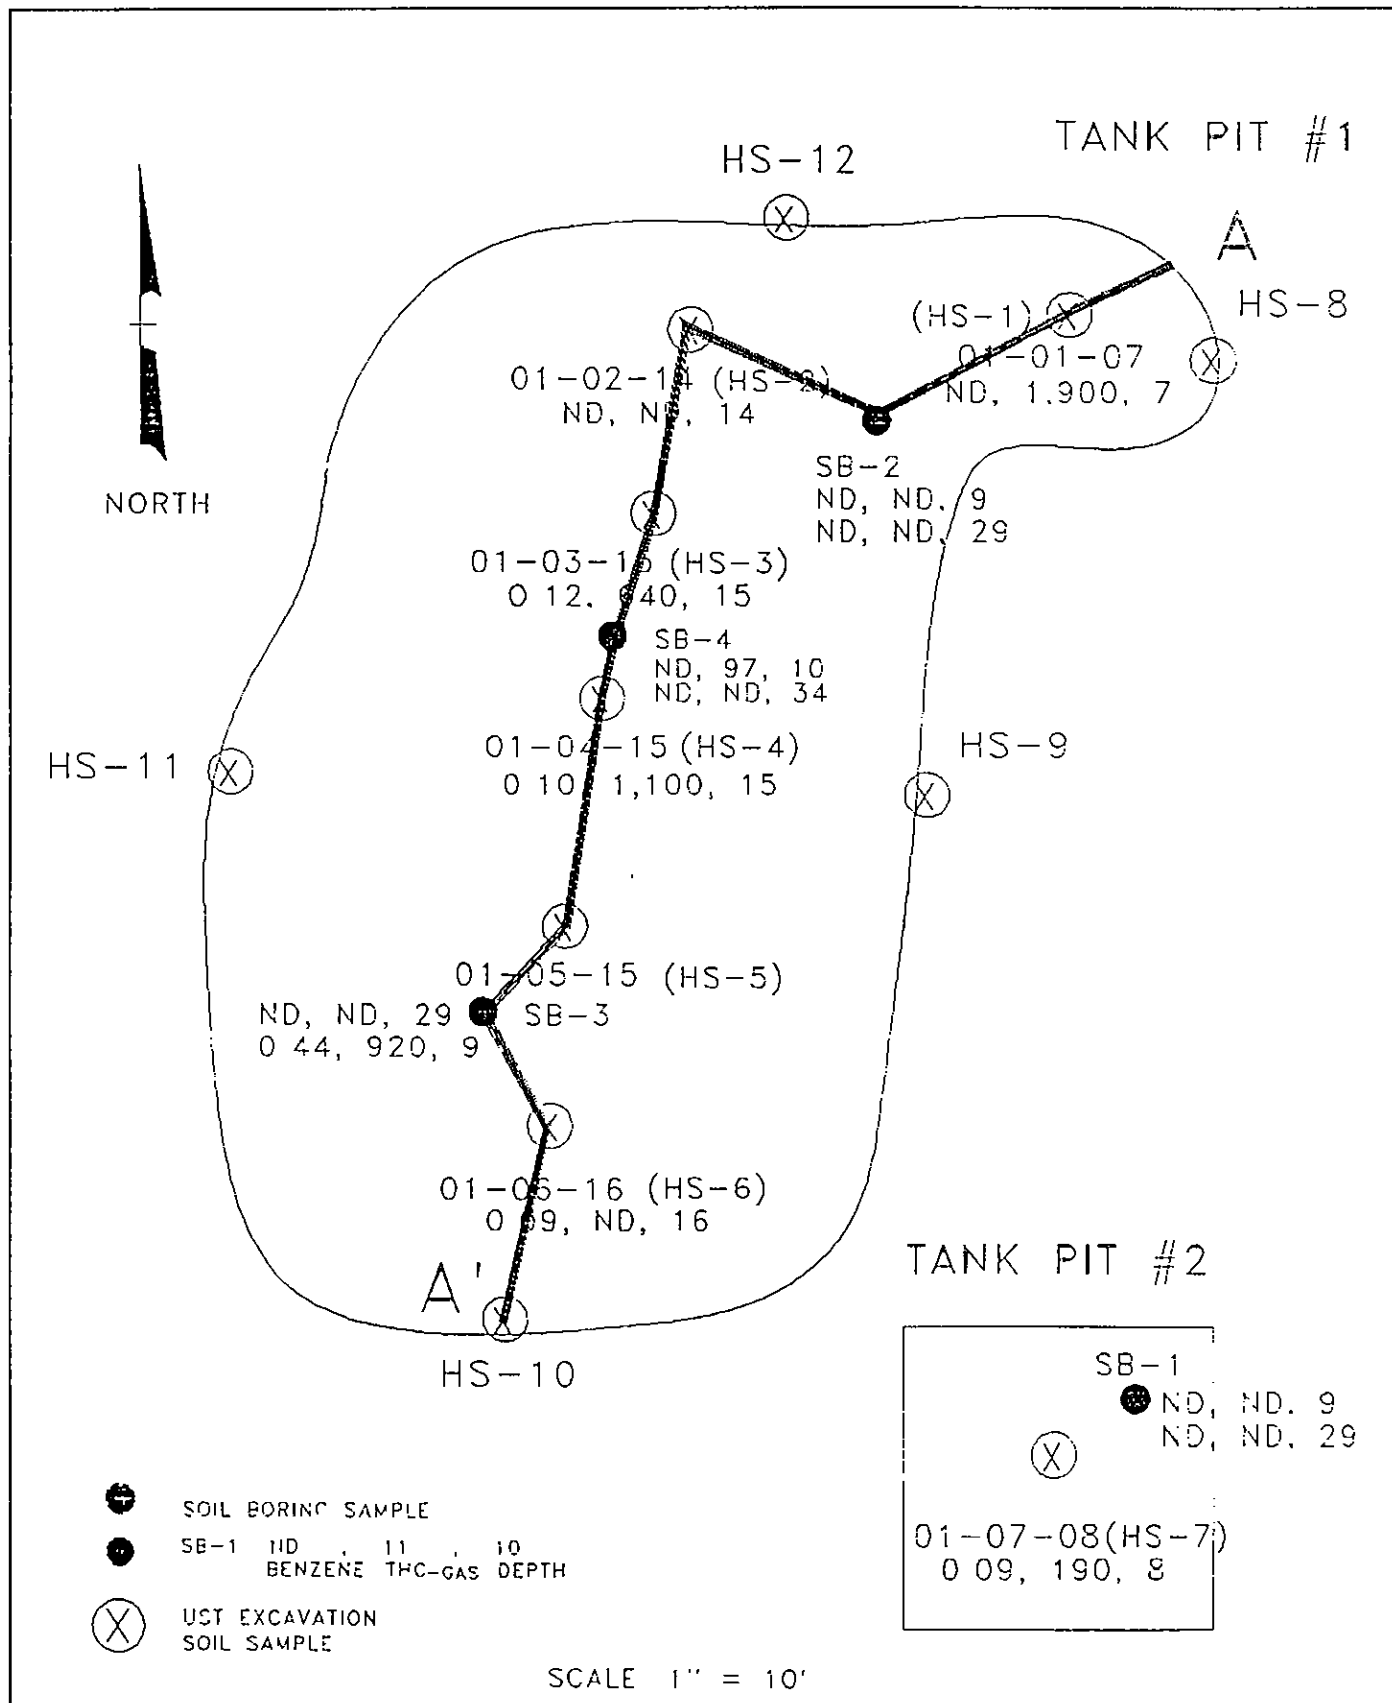 TANK PIT #1
HS-12
A
HS-8
(HS-1)
01-01-07
ND, 1.900, 7
01-02-14 (HS-2)
ND, ND, 14
NORTH
SB-2
ND, ND. 9
ND, ND, 29
01-03-15 (HS-3)
0 12. 40, 15
SB-4
ND, 97, 10
ND, ND, 34
01-04-15 (HS-4)
0 10 1,100, 15
HS-11
HS-9
01-05-15 (HS-5)
ND, ND, 29
SB-3
0 44, 920, 9
01-06-16 (HS-6)
0 09, ND, 16
A'
HS-10
TANK PIT #2
SB-1
ND, ND. 9
ND, ND. 29
01-07-08(HS-7)
0 09, 190, 8
SOIL BORING SAMPLE
SB-1 ND , 11 , 10
BENZENE THC-GAS DEPTH
UST EXCAVATION
SOIL SAMPLE
SCALE 1" = 10'